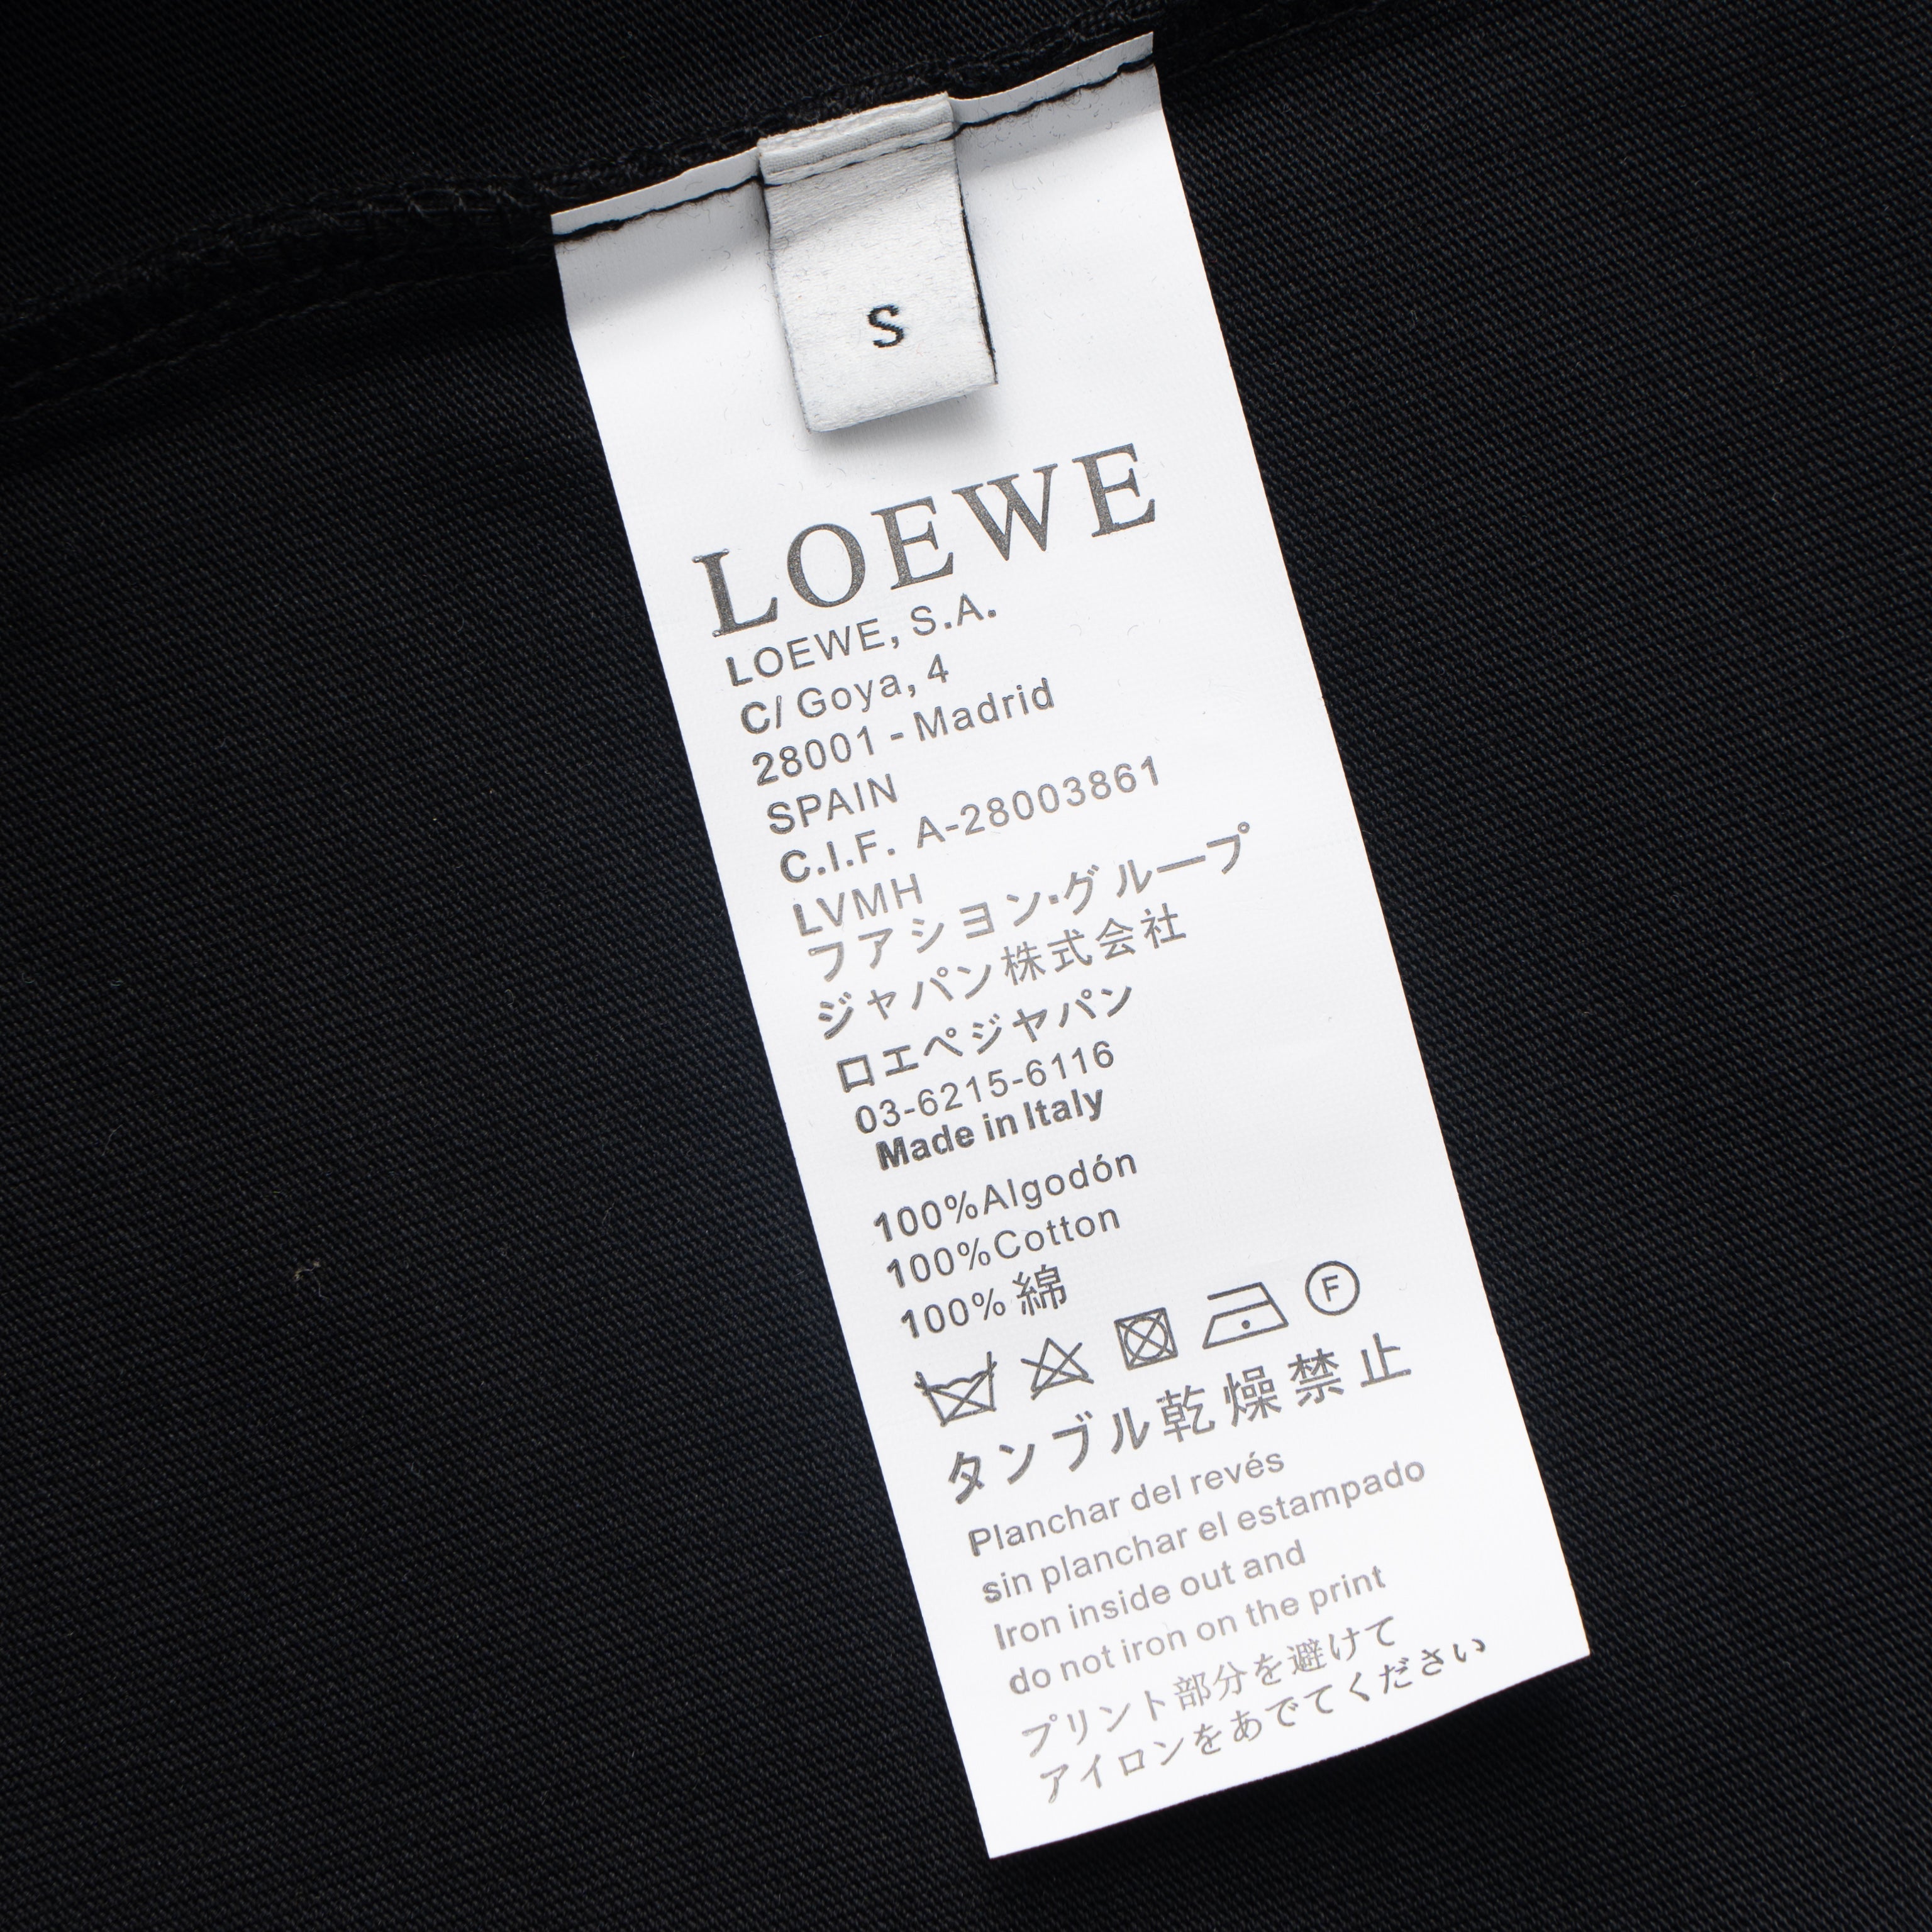 S
LOEWE
LOEWE, S.A.
C/ Goya, 4
28001 - Madrid
SPAIN
C.I.F. A-28003861
LVMH
フアシヨン・グループ
ジャパン株式会社
ロエペジヤパン
03-6215-6116
Made in Italy
100%Algodón
100%Cotton
100% 綿
F
タンブル乾燥禁止
Planchar del revés
sin planchar el estampado
Iron inside out and
do not iron on the print
プリント部分を避けて
アイロンをあでてください